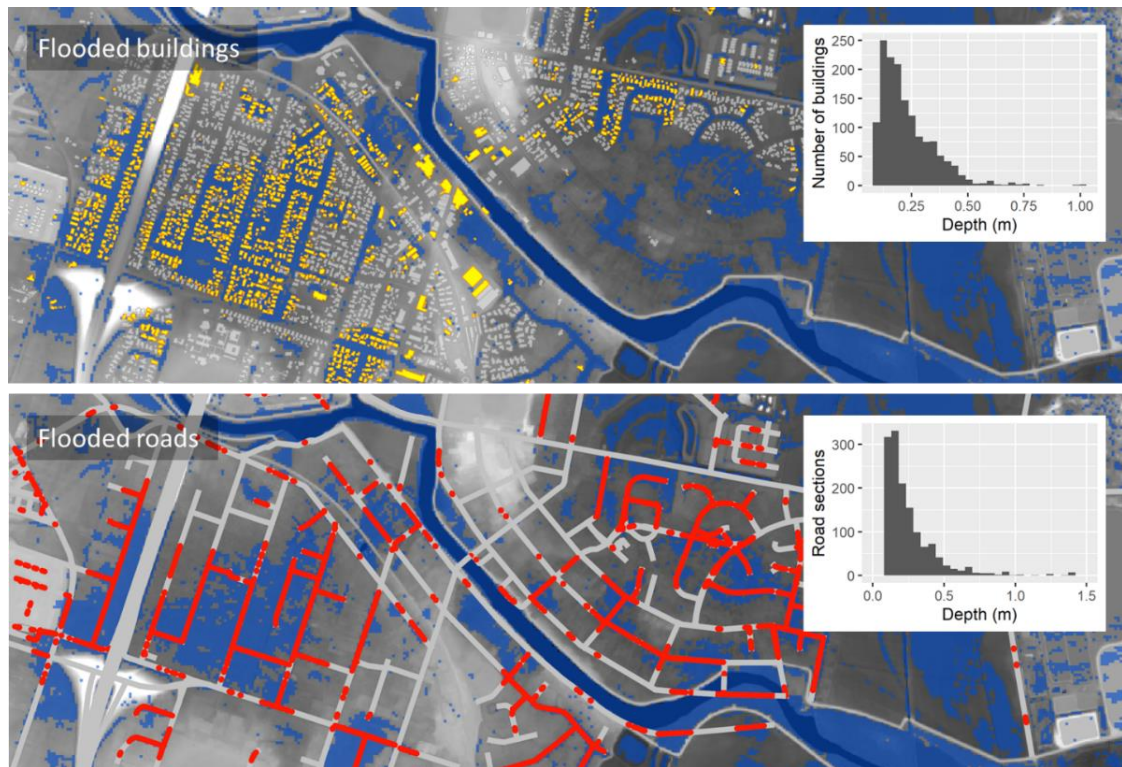 Flooded buildings
250
200
150
100
50
0
Number of buildings
0.25 0.50 0.75 1.00
Depth (m)
Flooded roads
300
200
100
0
Road sections
0.0 0.5 1.0 1.5
Depth (m)